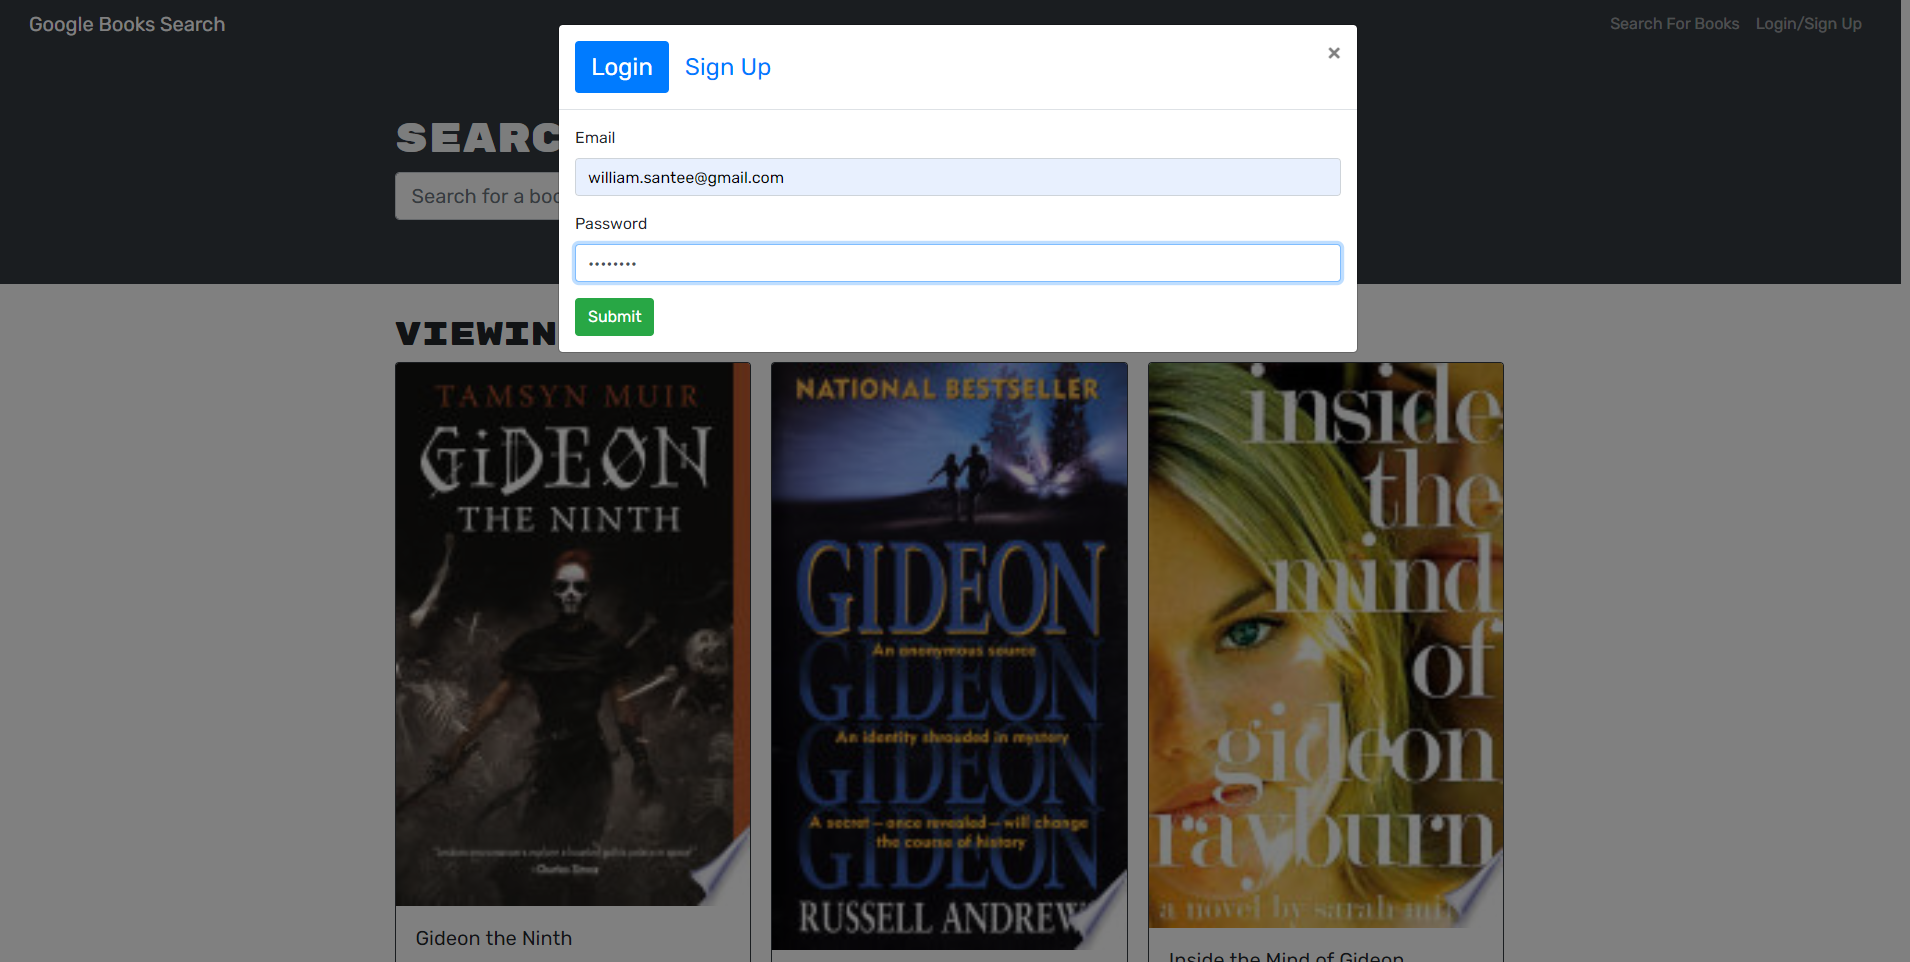 Google Books Search
Search For Books
Login/Sign Up
Login
Sign Up
×
Email
william.santee@gmail.com
Password
••••••••
Submit
SEARC
Search for a boo
VIEWIN
TAMSYN MUIR
GiDEON
THE NINTH
-Charles Stross
Gideon the Ninth
NATIONAL BESTSELLER
GIDEON
An anonymous source
GIDEON
An identity shrouded in mystery
GIDEON
A secret—once revealed—will change
the course of history
GIDEON
RUSSELL ANDREW
inside
the
mind
of
gideon
rayburn
a novel by sarah
Inside the Mind of Gideon